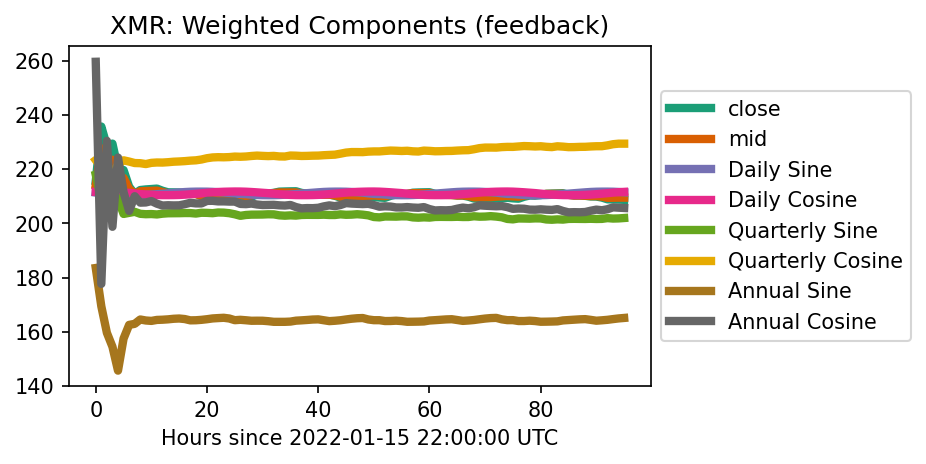 XMR: Weighted Components (feedback)
260
240
220
200
180
160
140
0 20 40 60 80
Hours since 2022-01-15 22:00:00 UTC
close
mid
Daily Sine
Daily Cosine
Quarterly Sine
Quarterly Cosine
Annual Sine
Annual Cosine